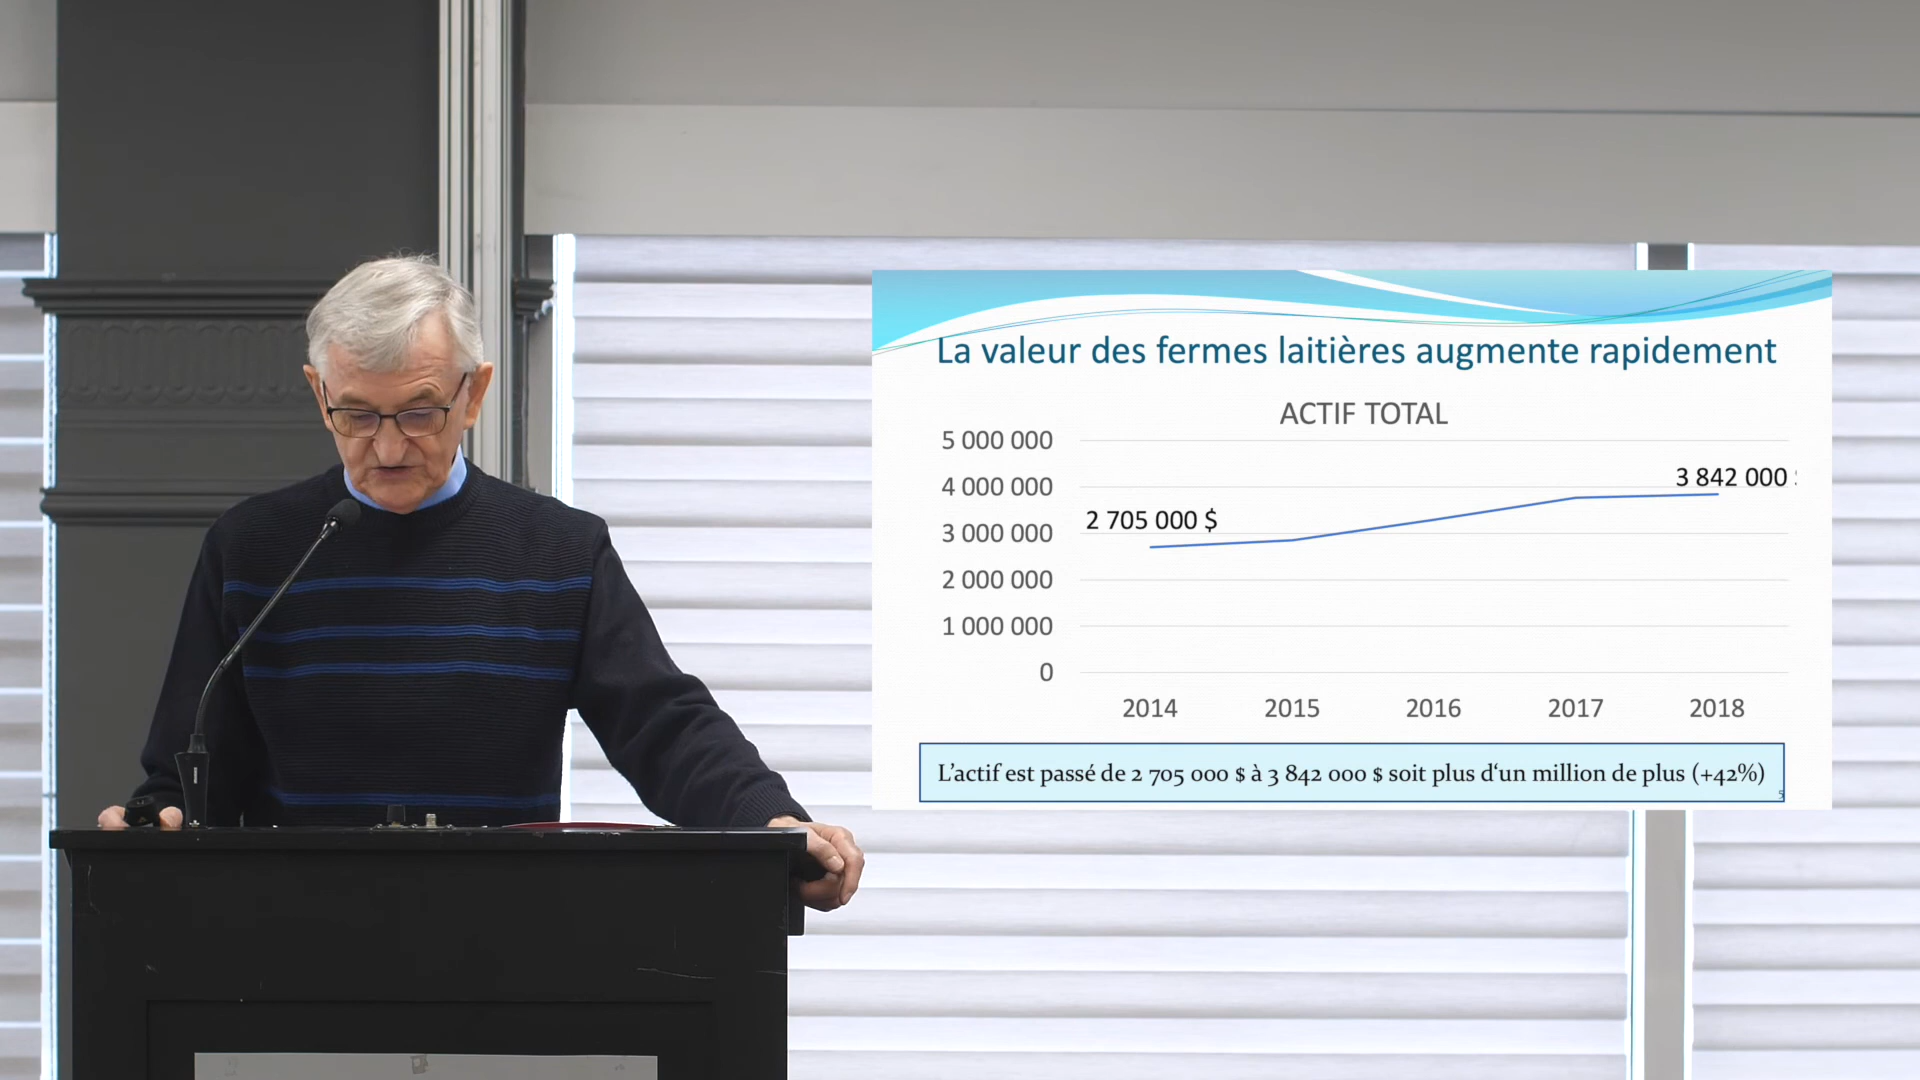 La valeur des fermes laitières augmente rapidement
ACTIF TOTAL
5 000 000
4 000 000
3 000 000
2 000 000
1 000 000
0
2 705 000 $
3 842 000 $
2014 2015 2016 2017 2018
L’actif est passé de 2 705 000 $ à 3 842 000 $ soit plus d‘un million de plus (+42%)
5